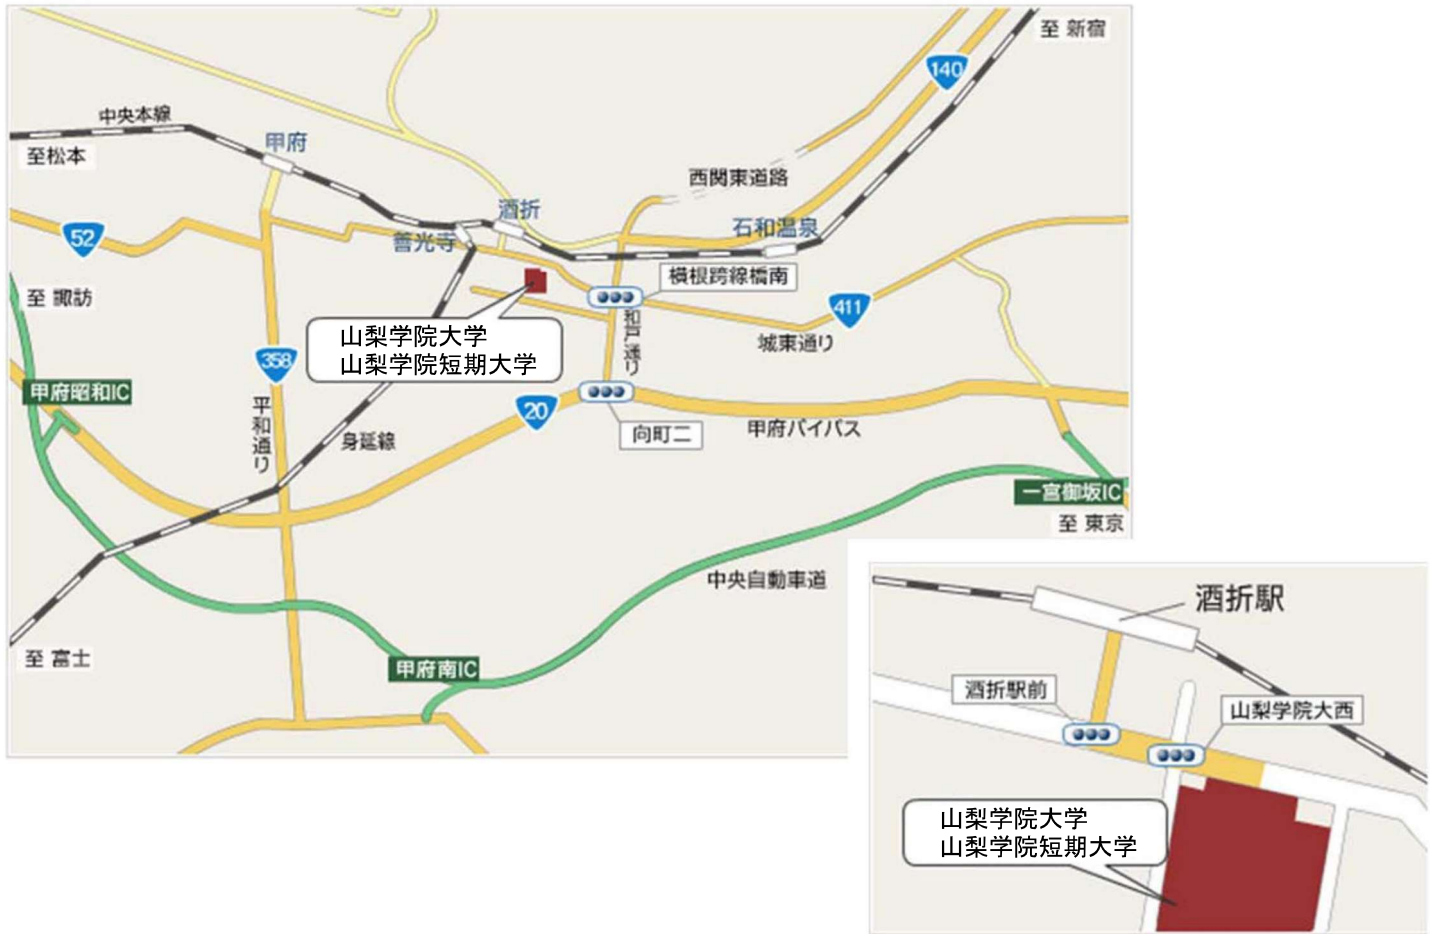 至 新宿
140
中央本線
甲府
至松本
西関東道路
酒折
石和温泉
52
善光寺
横根跨線橋南
至 諏訪
411
和戸通り
山梨学院大学
山梨学院短期大学
城東通り
358
甲府昭和IC
20
平和通り
身延線
向町二
甲府バイパス
一宮御坂IC
至 東京
中央自動車道
至 富士
甲府南IC
酒折駅
酒折駅前
山梨学院大西
山梨学院大学
山梨学院短期大学